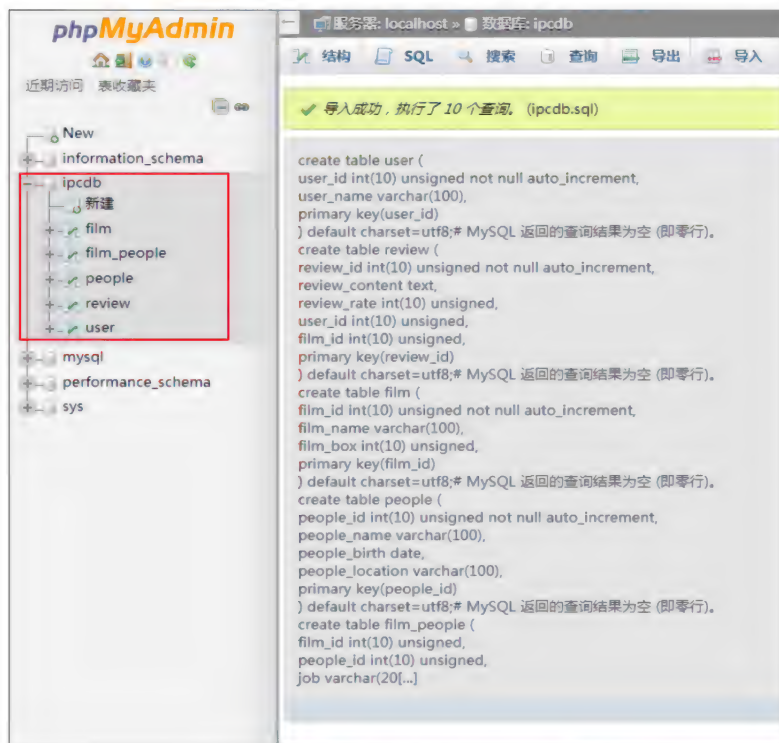 phpMyAdmin
近期访问 表收藏夹
New
information_schema
ipcdb
新建
film
film_people
people
review
user
mysql
performance_schema
sys
服务器: localhost » 数据库: ipcdb
结构 SQL 搜索 查询 导出 导入
导入成功，执行了 10 个查询。 (ipcdb.sql)
create table user (
user_id int(10) unsigned not null auto_increment,
user_name varchar(100),
primary key(user_id)
) default charset=utf8;# MySQL 返回的查询结果为空 (即零行)。
create table review (
review_id int(10) unsigned not null auto_increment,
review_content text,
review_rate int(10) unsigned,
user_id int(10) unsigned,
film_id int(10) unsigned,
primary key(review_id)
) default charset=utf8;# MySQL 返回的查询结果为空 (即零行)。
create table film (
film_id int(10) unsigned not null auto_increment,
film_name varchar(100),
film_box int(10) unsigned,
primary key(film_id)
) default charset=utf8;# MySQL 返回的查询结果为空 (即零行)。
create table people (
people_id int(10) unsigned not null auto_increment,
people_name varchar(100),
people_birth date,
people_location varchar(100),
primary key(people_id)
) default charset=utf8;# MySQL 返回的查询结果为空 (即零行)。
create table film_people (
film_id int(10) unsigned,
people_id int(10) unsigned,
job varchar(20[...]